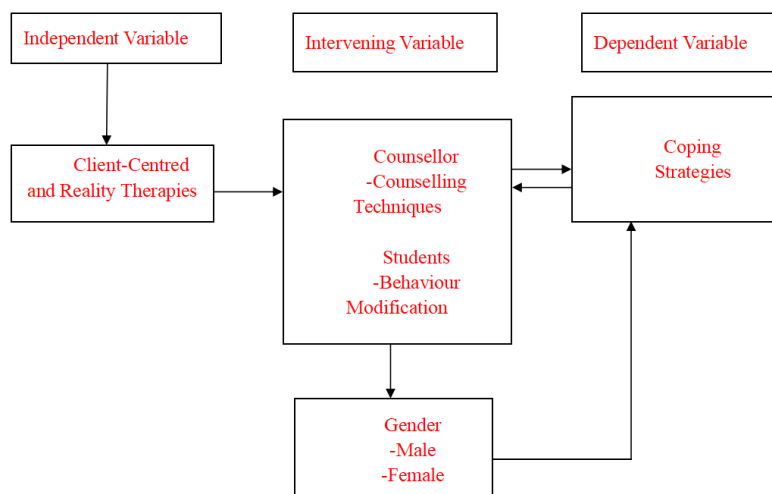 Independent Variable
Intervening Variable
Dependent Variable
Client-Centred
and Reality Therapies
Counsellor
-Counselling
Techniques
Students
-Behaviour
Modification
Coping
Strategies
Gender
-Male
-Female